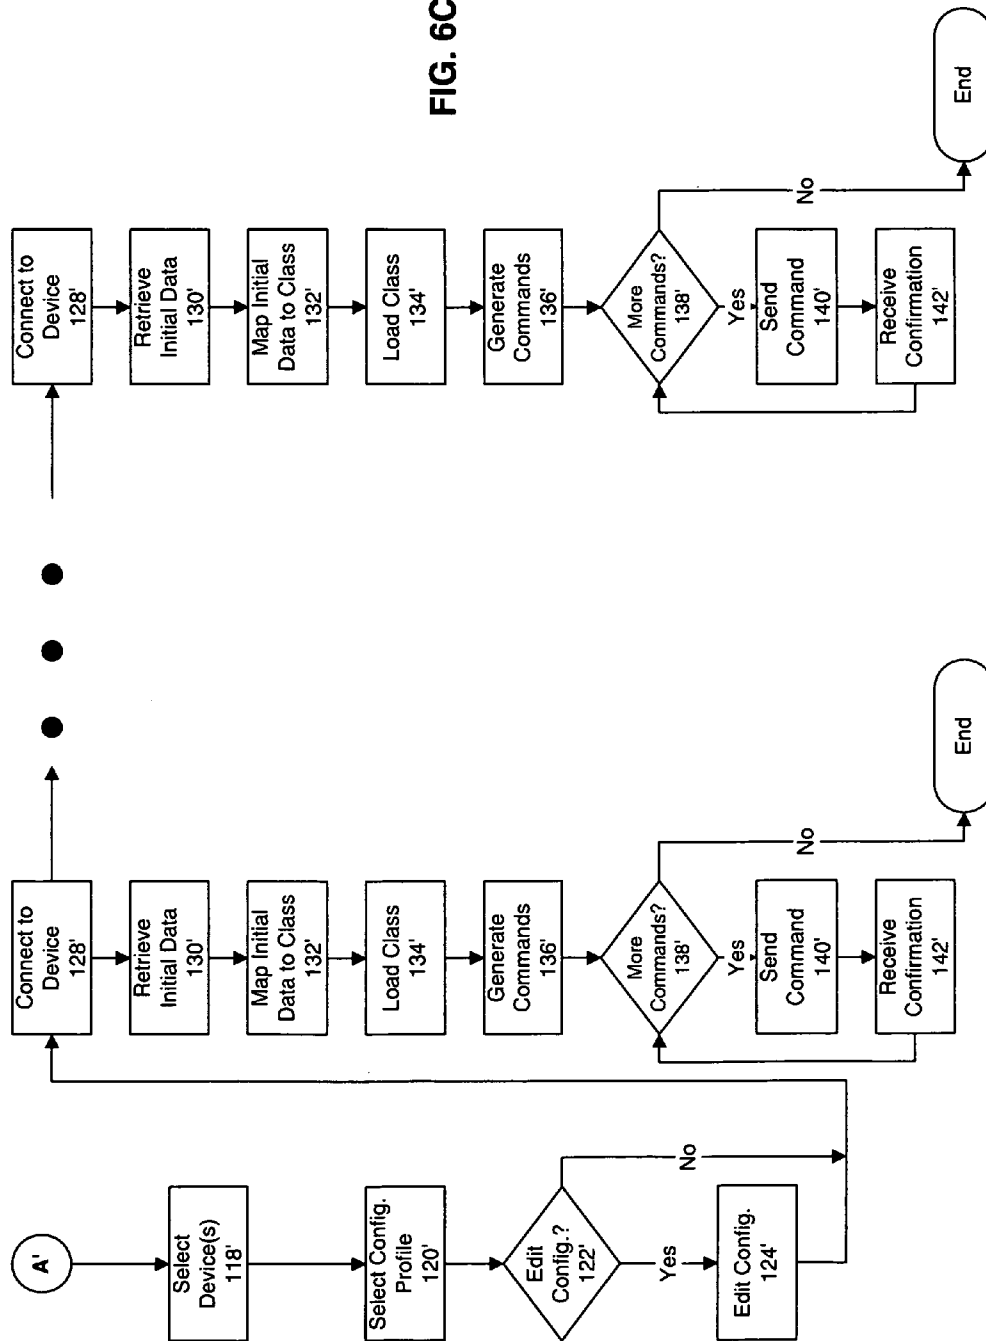 FIG. 6C
A'
Select
Device(s)
118'
Select Config.
Profile
120'
Edit
Config.?
122'
No
Yes
Edit Config.
124'
Connect to
Device
128'
Retrieve
Initial Data
130'
Map Initial
Data to Class
132'
Load Class
134'
Generate
Commands
136'
More
Commands?
138'
No
Yes
Send
Command
140'
Receive
Confirmation
142'
End
Connect to
Device
128'
Retrieve
Initial Data
130'
Map Initial
Data to Class
132'
Load Class
134'
Generate
Commands
136'
More
Commands?
138'
No
Yes
Send
Command
140'
Receive
Confirmation
142'
End